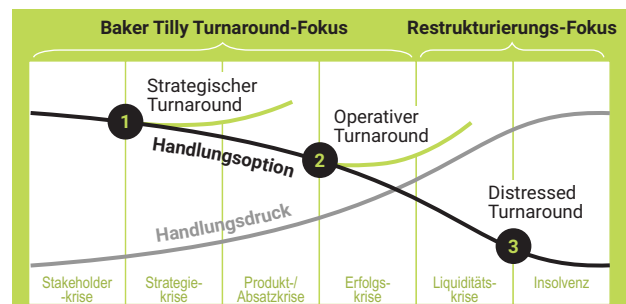 Baker Tilly Turnaround-Fokus
Restrukturierungs-Fokus
Strategischer
Turnaround
1
Operativer
Turnaround
2
Handlungsoption
Handlungsdruck
Distressed
Turnaround
3
Stakeholder
-krise
Strategie-
krise
Produkt-/
Absatzkrise
Erfolgs-
krise
Liquiditäts-
krise
Insolvenz